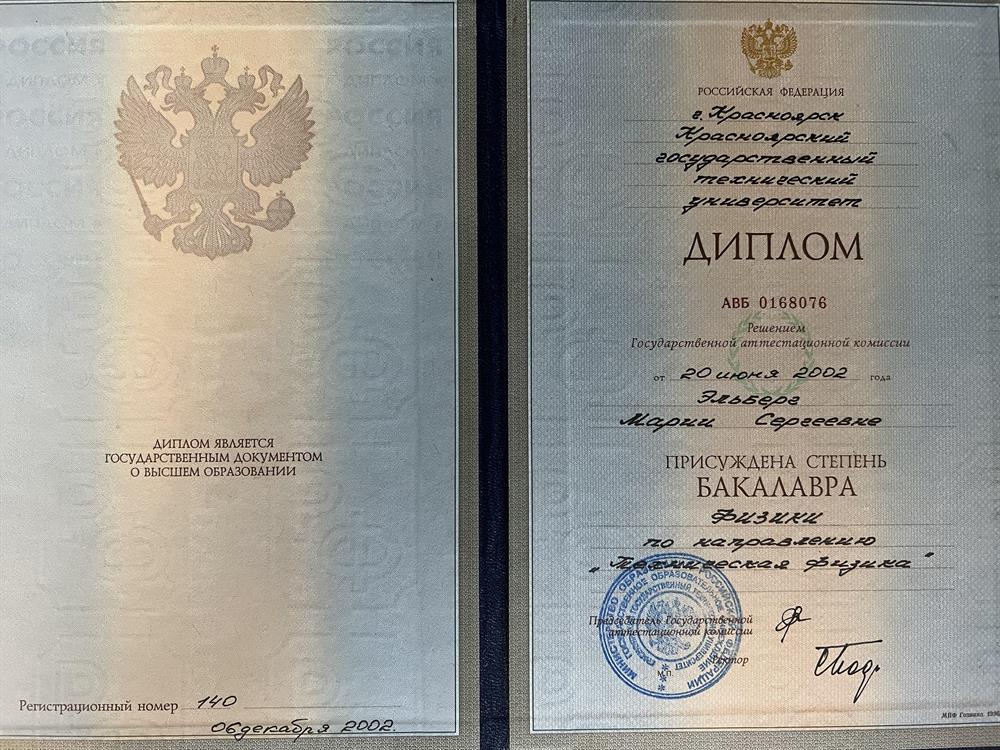 ДИПЛОМ ЯВЛЯЕТСЯ
ГОСУДАРСТВЕННЫМ ДОКУМЕНТОМ
О ВЫСШЕМ ОБРАЗОВАНИИ
Регистрационный номер 140
06 декабря 2002.
РОССИЙСКАЯ ФЕДЕРАЦИЯ
г. Красноярск
Красноярский
государственный
технический
университет
ДИПЛОМ
АВБ 0168076
Решением
Государственной аттестационной комиссии
от 20 июня 2002 года
Эльберг
Марии Сергеевне
ПРИСУЖДЕНА СТЕПЕНЬ
БАКАЛАВРА
Физики
по направлению
„Техническая физика"
Председатель Государственной
аттестационной комиссии
Ректор
М.П.